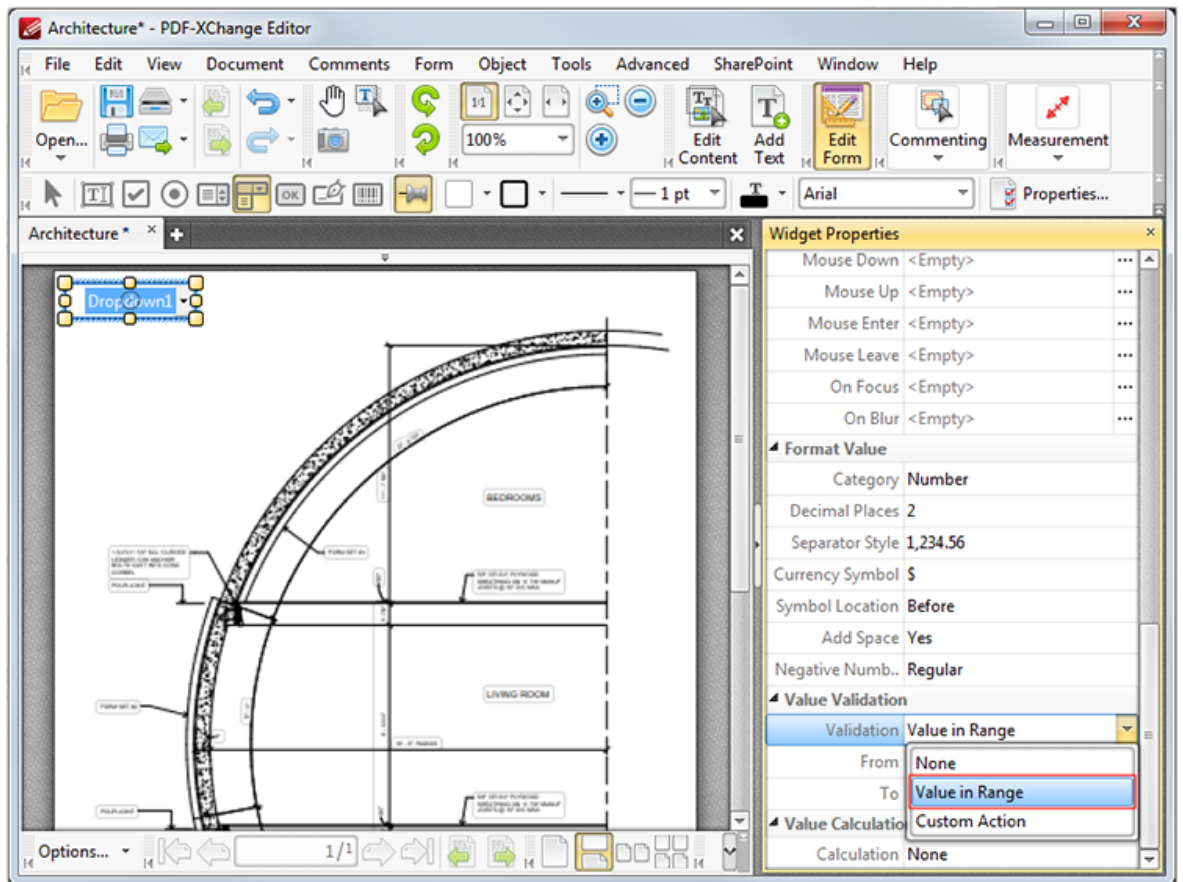 Architecture* - PDF-XChange Editor
File Edit View Document Comments Form Object Tools Advanced SharePoint Window Help
Open...
1:1
100%
Edit Content
Add Text
Edit Form
Commenting
Measurement
OK
1 pt
Arial
Properties...
Architecture *
Widget Properties
Dropdown1
Mouse Down <Empty>
Mouse Up <Empty>
Mouse Enter <Empty>
Mouse Leave <Empty>
On Focus <Empty>
On Blur <Empty>
Format Value
Category Number
Decimal Places 2
Separator Style 1,234.56
Currency Symbol $
Symbol Location Before
Add Space Yes
Negative Numb.. Regular
Value Validation
Validation Value in Range
From
To
None
Value in Range
Custom Action
Value Calculatio
Calculation None
BEDROOMS
LIVING ROOM
Options...
1/1